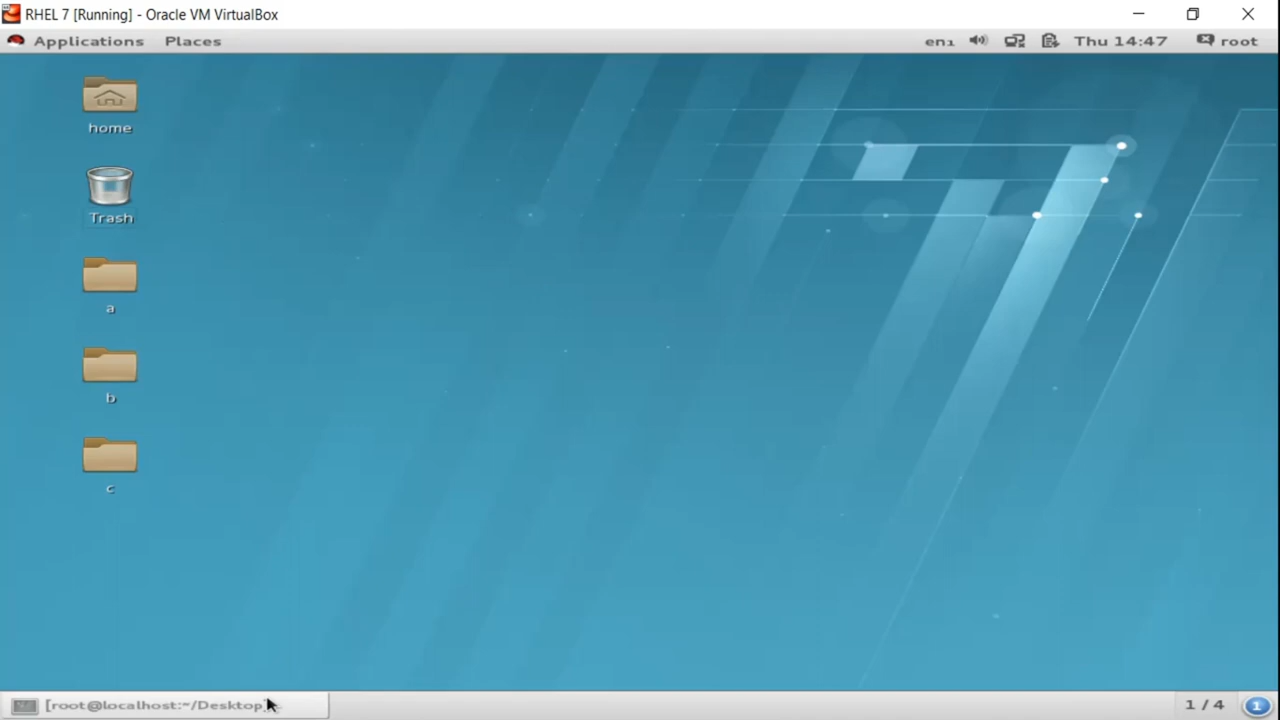 RHEL 7 [Running] - Oracle VM VirtualBox
Applications Places en₁ Thu 14:47 root
home
Trash
a
b
c
[root@localhost:~/Desktop] 1 / 4 1